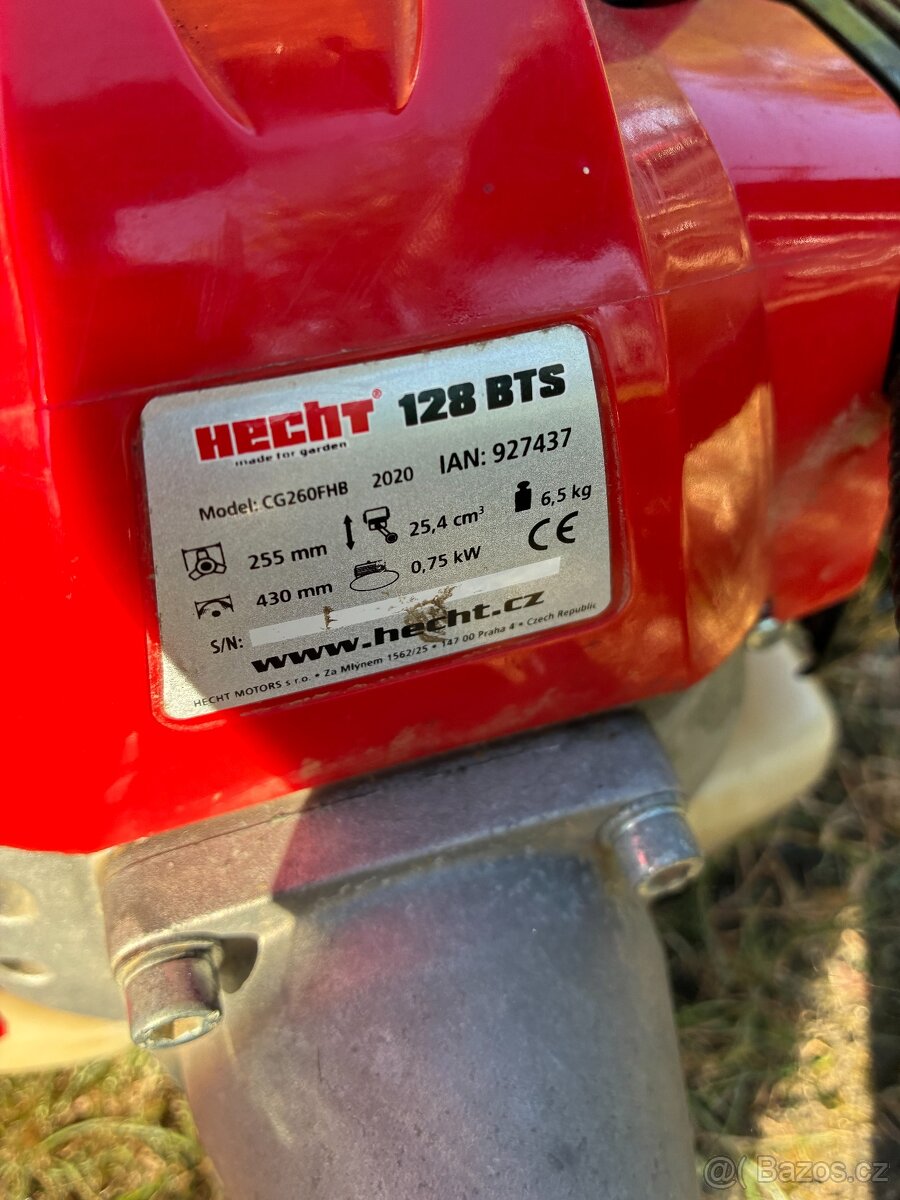 HECHT® 128 BTS
made for garden
Model: CG260FHB 2020 IAN: 927437
255 mm 25,4 cm³ 6,5 kg
430 mm 0,75 kW CE
S/N:
www.hecht.cz
HECHT MOTORS s r.o. • Za Mlýnem 1562/25 • 147 00 Praha 4 • Czech Republic
@( Bazos.cz